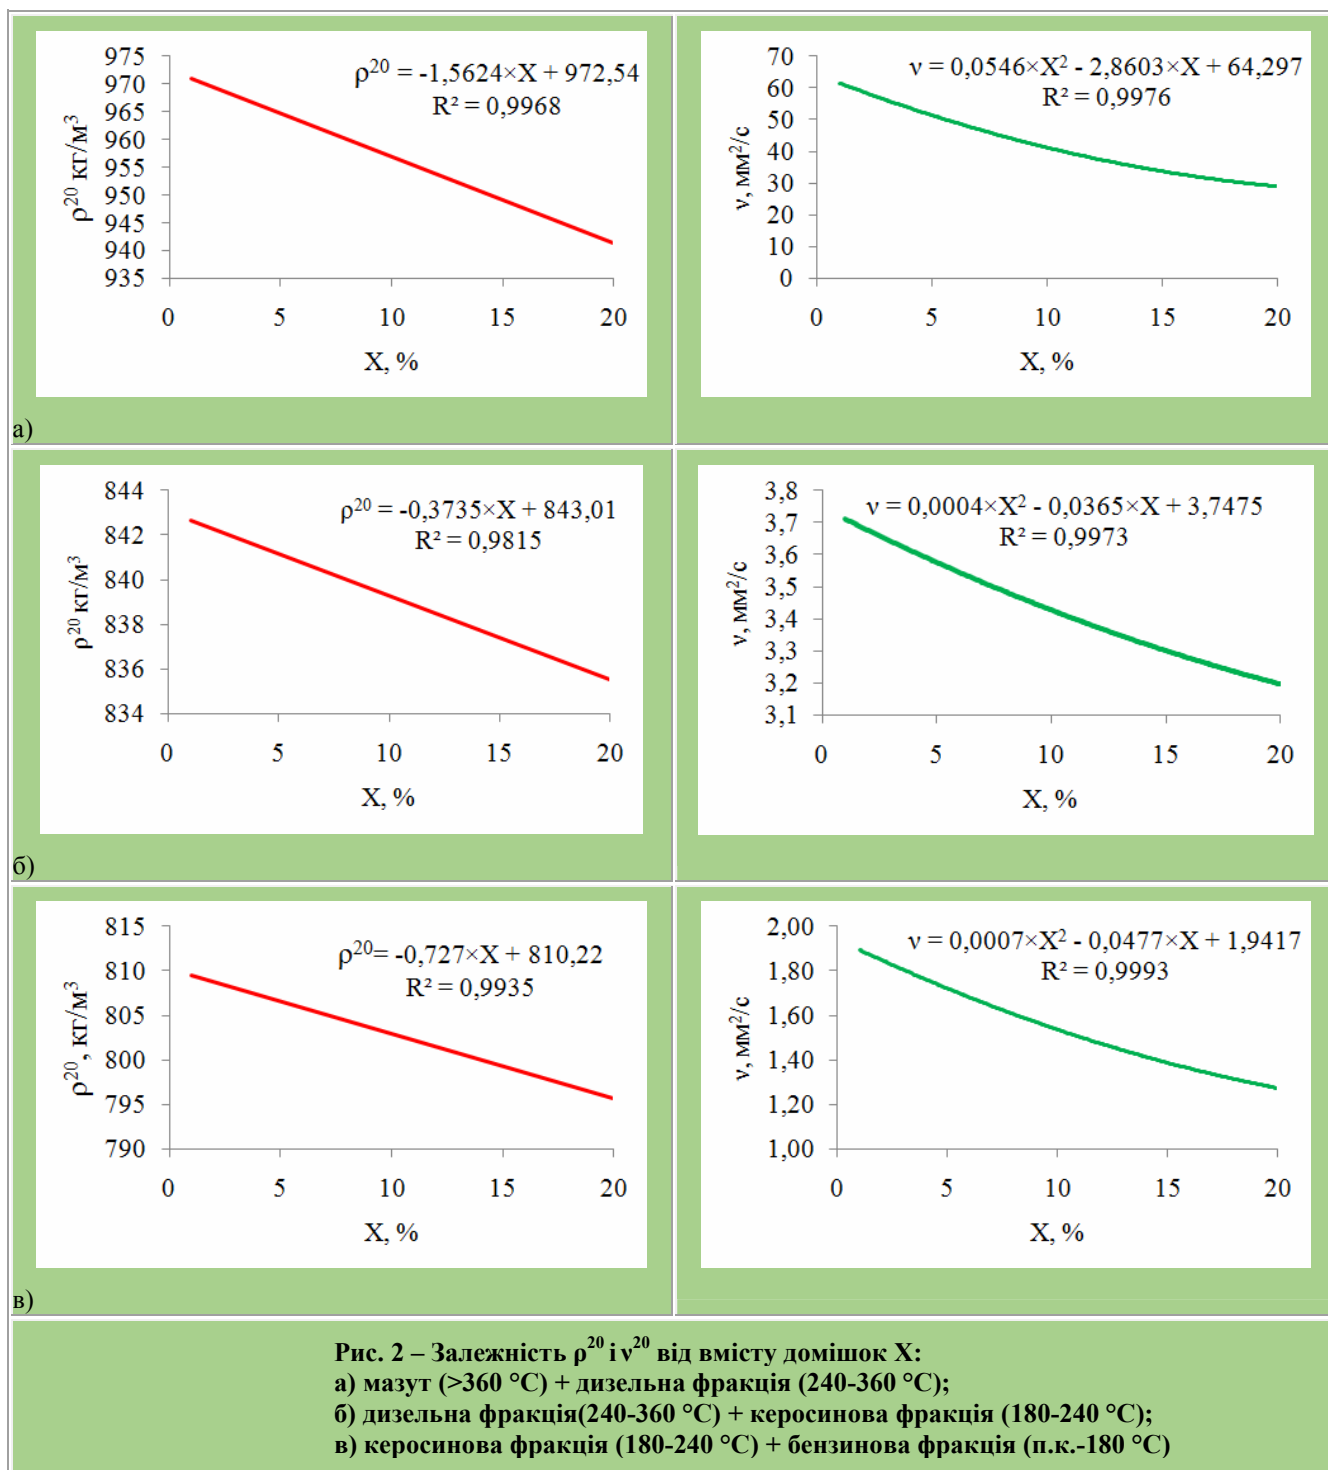 975
970
965
960
955
950
945
940
935
ρ²⁰ кг/м³
ρ²⁰ = -1,5624×X + 972,54
R² = 0,9968
0 5 10 15 20
X, %
70
60
50
40
30
20
10
0
ν, мм²/с
ν = 0,0546×X² - 2,8603×X + 64,297
R² = 0,9976
0 5 10 15 20
X, %
а)
844
842
840
838
836
834
ρ²⁰ кг/м³
ρ²⁰ = -0,3735×X + 843,01
R² = 0,9815
0 5 10 15 20
X, %
3,8
3,7
3,6
3,5
3,4
3,3
3,2
3,1
ν, мм²/с
ν = 0,0004×X² - 0,0365×X + 3,7475
R² = 0,9973
0 5 10 15 20
X, %
б)
815
810
805
800
795
790
ρ²⁰, кг/м³
ρ²⁰= -0,727×X + 810,22
R² = 0,9935
0 5 10 15 20
X, %
2,00
1,80
1,60
1,40
1,20
1,00
ν, мм²/с
ν = 0,0007×X² - 0,0477×X + 1,9417
R² = 0,9993
0 5 10 15 20
X, %
в)
Рис. 2 – Залежність ρ²⁰ і ν²⁰ від вмісту домішок X:
а) мазут (>360 °С) + дизельна фракція (240-360 °С);
б) дизельна фракція(240-360 °С) + керосинова фракція (180-240 °С);
в) керосинова фракція (180-240 °С) + бензинова фракція (п.к.-180 °С)